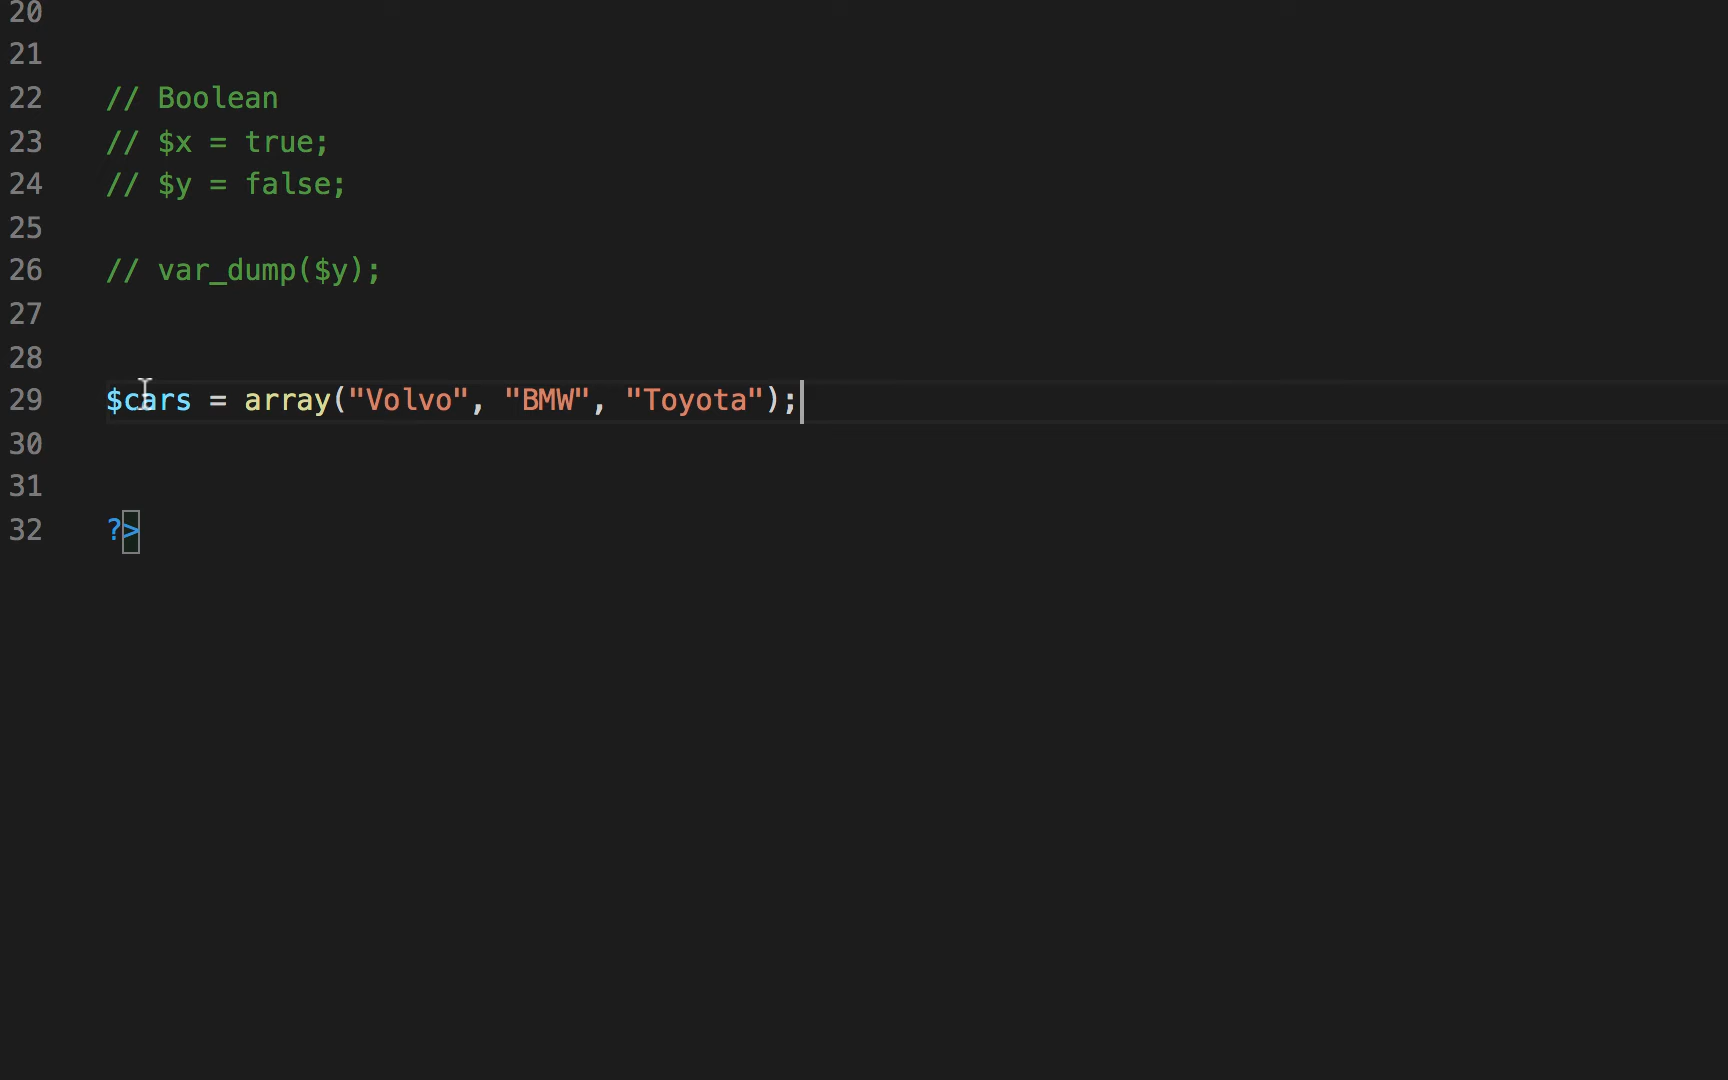 20
21
22 // Boolean
23 // $x = true;
24 // $y = false;
25
26 // var_dump($y);
27
28
29 $cars = array("Volvo", "BMW", "Toyota");
30
31
32 ?>